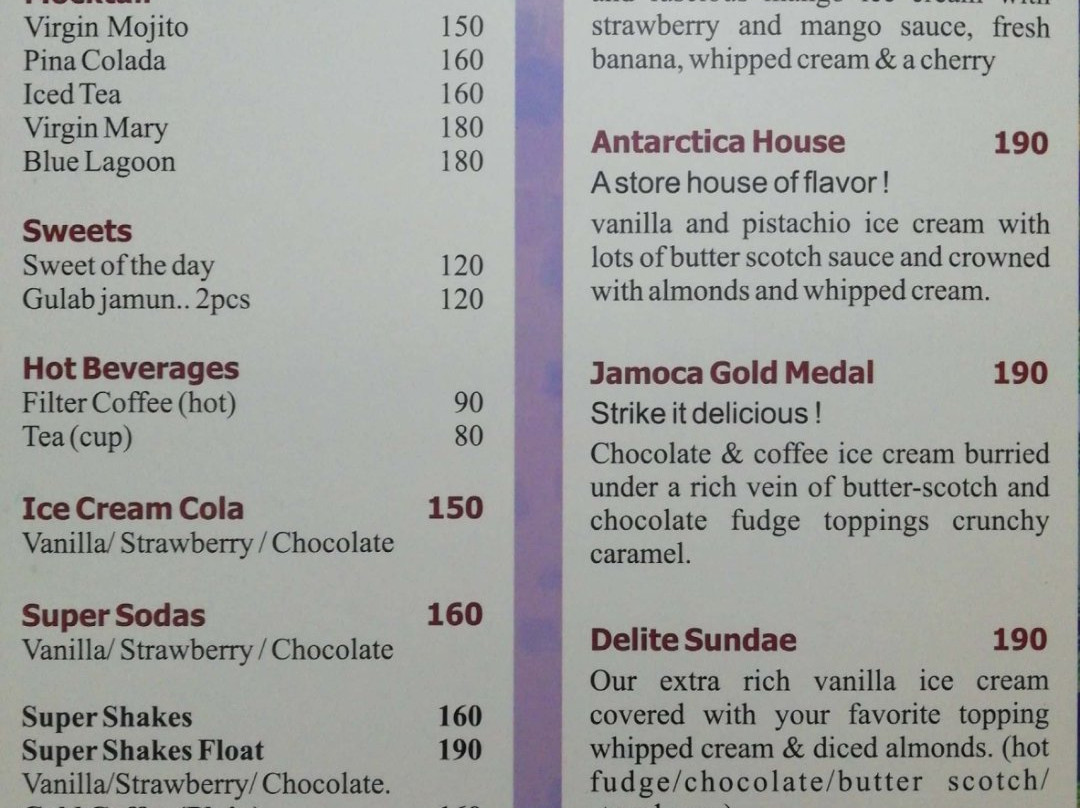 Mocktail
Virgin Mojito 150
Pina Colada 160
Iced Tea 160
Virgin Mary 180
Blue Lagoon 180
Sweets
Sweet of the day 120
Gulab jamun.. 2pcs 120
Hot Beverages
Filter Coffee (hot) 90
Tea (cup) 80
Ice Cream Cola 150
Vanilla/ Strawberry / Chocolate
Super Sodas 160
Vanilla/ Strawberry / Chocolate
Super Shakes 160
Super Shakes Float 190
Vanilla/Strawberry/ Chocolate.
strawberry and mango sauce, fresh
banana, whipped cream & a cherry
Antarctica House 190
A store house of flavor !
vanilla and pistachio ice cream with
lots of butter scotch sauce and crowned
with almonds and whipped cream.
Jamoca Gold Medal 190
Strike it delicious !
Chocolate & coffee ice cream burried
under a rich vein of butter-scotch and
chocolate fudge toppings crunchy
caramel.
Delite Sundae 190
Our extra rich vanilla ice cream
covered with your favorite topping
whipped cream & diced almonds. (hot
fudge/chocolate/butter scotch/